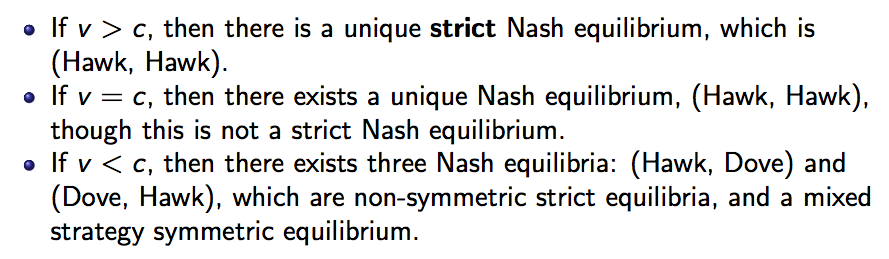 If v > c, then there is a unique strict Nash equilibrium, which is
(Hawk, Hawk).
If v = c, then there exists a unique Nash equilibrium, (Hawk, Hawk),
though this is not a strict Nash equilibrium.
If v < c, then there exists three Nash equilibria: (Hawk, Dove) and
(Dove, Hawk), which are non-symmetric strict equilibria, and a mixed
strategy symmetric equilibrium.